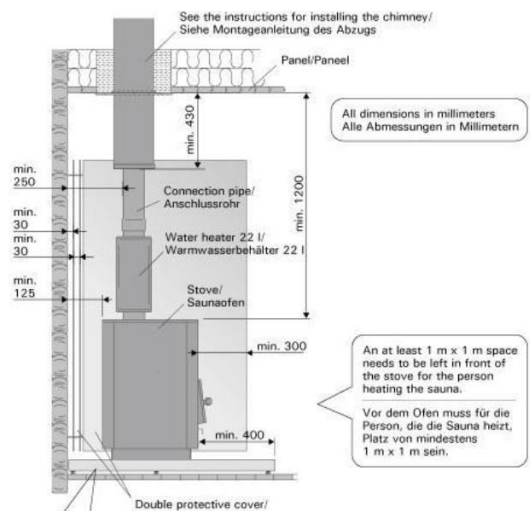 See the instructions for installing the chimney/
Siehe Montageanleitung des Abzugs
Panel/Paneel
All dimensions in millimeters
Alle Abmessungen in Millimetern
min. 430
min.
250
Connection pipe/
Anschlussrohr
min. 1200
min.
30
min.
30
Water heater 22 l/
Warmwasserbehälter 22 l
min.
125
Stove/
Saunaofen
min. 300
An at least 1 m x 1 m space
needs to be left in front of
the stove for the person
heating the sauna.
Vor dem Ofen muss für die
Person, die die Sauna heizt,
Platz von mindestens
1 m x 1 m sein.
min. 400
Double protective cover/